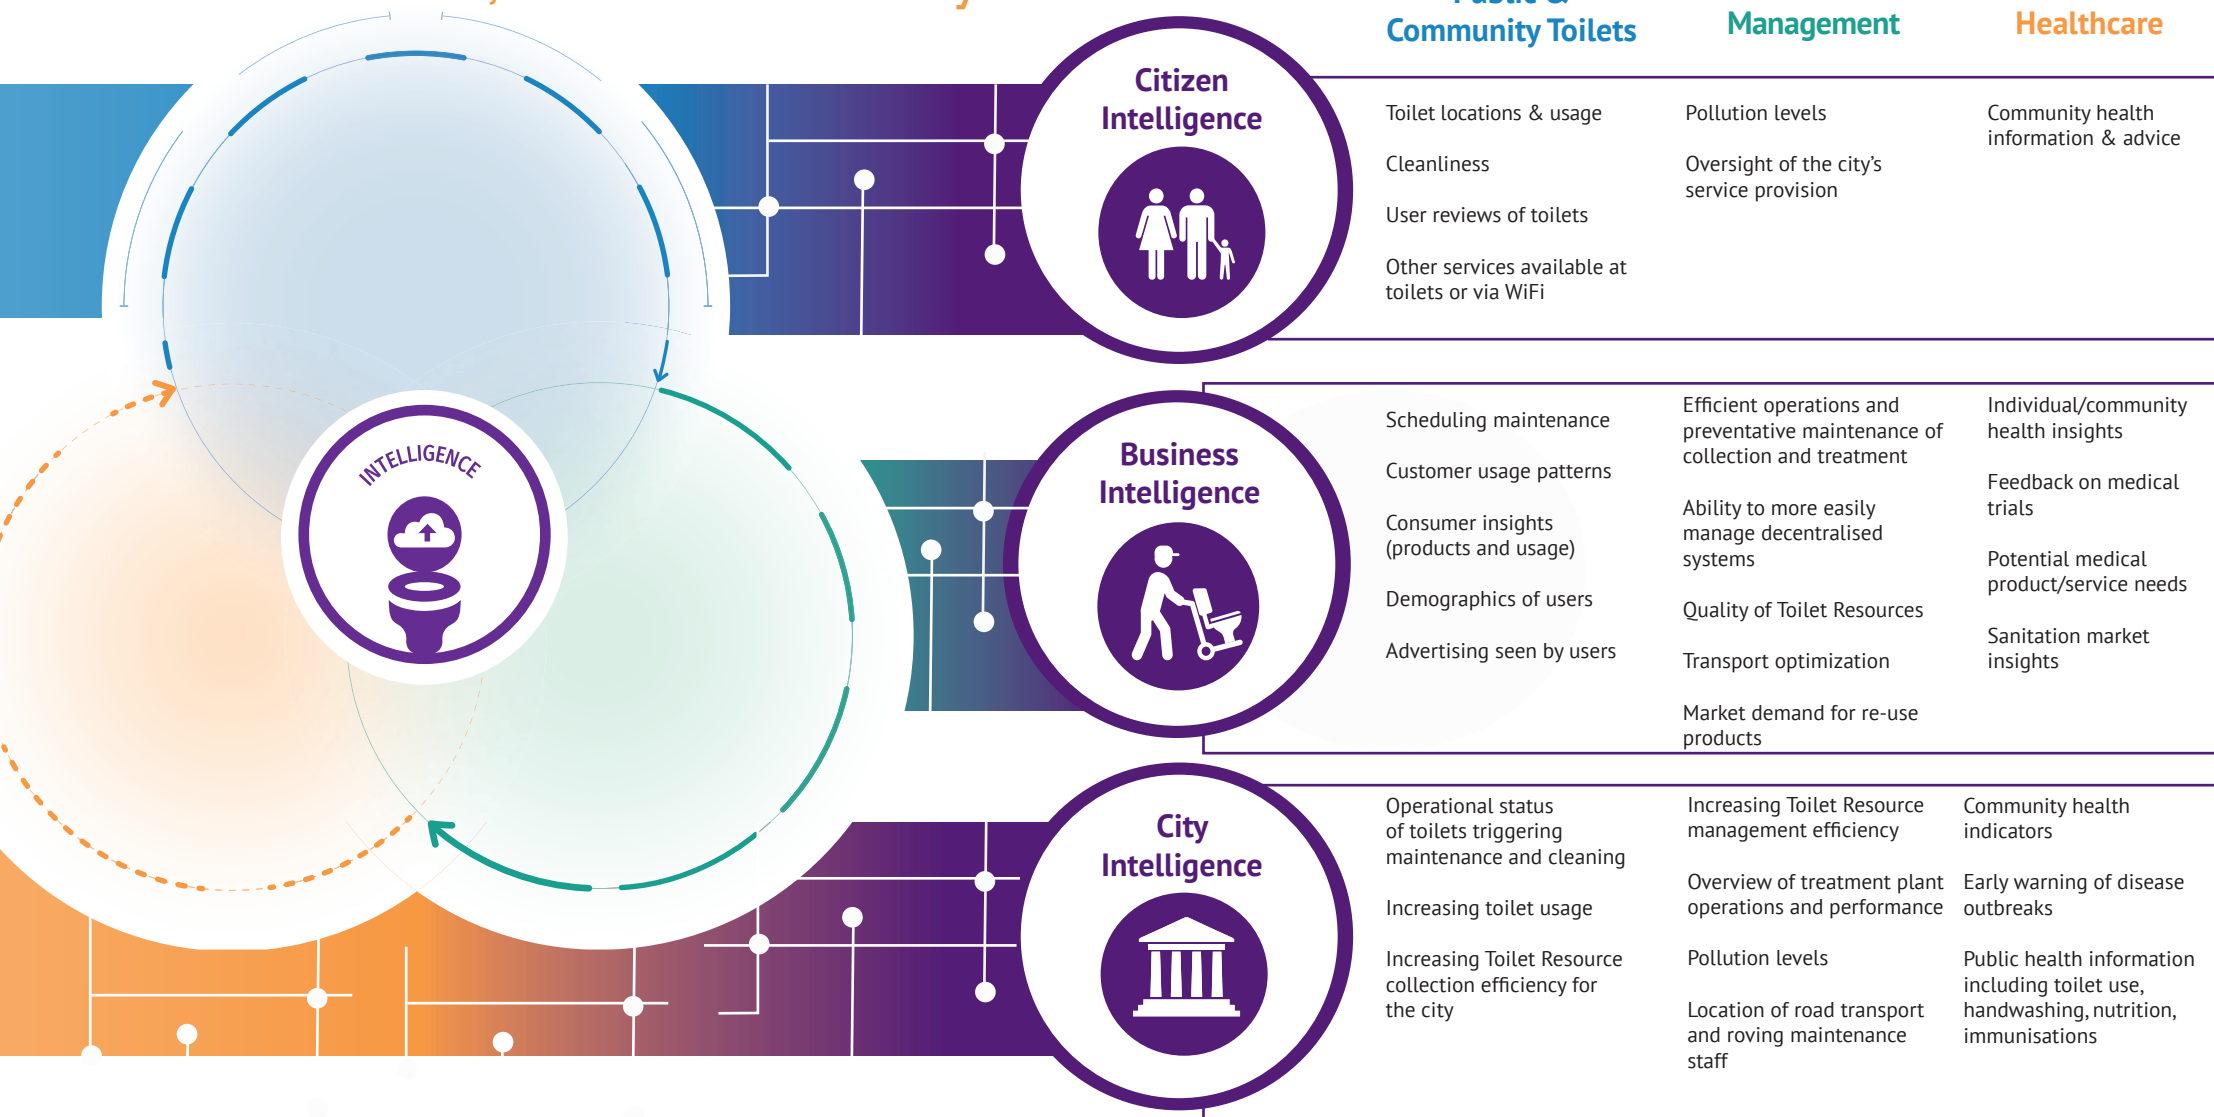 Public &
Community Toilets
Management
Healthcare
Citizen
Intelligence
Toilet locations & usage
Cleanliness
User reviews of toilets
Other services available at
toilets or via WiFi
Pollution levels
Oversight of the city's
service provision
Community health
information & advice
INTELLIGENCE
Business
Intelligence
Scheduling maintenance
Customer usage patterns
Consumer insights
(products and usage)
Demographics of users
Advertising seen by users
Efficient operations and
preventative maintenance of
collection and treatment
Ability to more easily
manage decentralised
systems
Quality of Toilet Resources
Transport optimization
Market demand for re-use
products
Individual/community
health insights
Feedback on medical
trials
Potential medical
product/service needs
Sanitation market
insights
City
Intelligence
Operational status
of toilets triggering
maintenance and cleaning
Increasing toilet usage
Increasing Toilet Resource
collection efficiency for
the city
Increasing Toilet Resource
management efficiency
Overview of treatment plant
operations and performance
Pollution levels
Location of road transport
and roving maintenance
staff
Community health
indicators
Early warning of disease
outbreaks
Public health information
including toilet use,
handwashing, nutrition,
immunisations